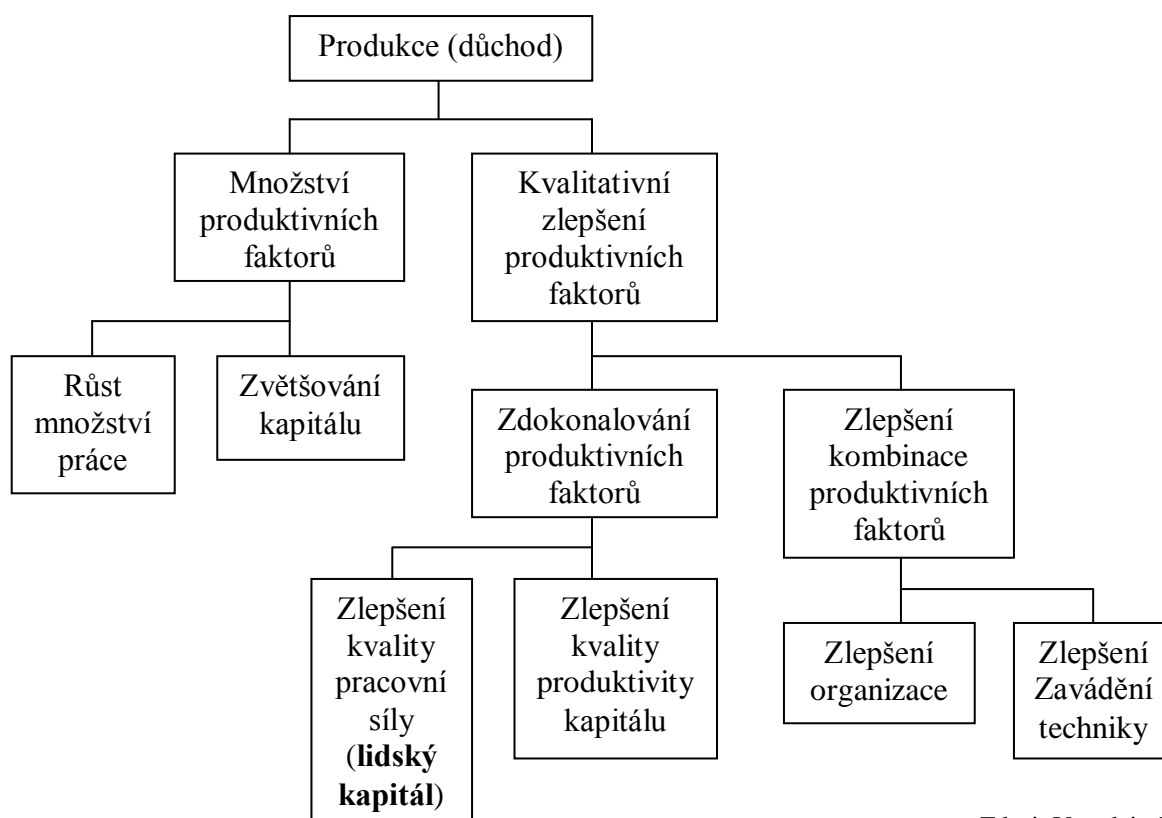 Produkce (důchod)
Množství
produktivních
faktorů
Kvalitativní
zlepšení
produktivních
faktorů
Růst
množství
práce
Zvětšování
kapitálu
Zdokonalování
produktivních
faktorů
Zlepšení
kombinace
produktivních
faktorů
Zlepšení
kvality
pracovní
síly
(lidský
kapitál)
Zlepšení
kvality
produktivity
kapitálu
Zlepšení
organizace
Zlepšení
Zavádění
techniky